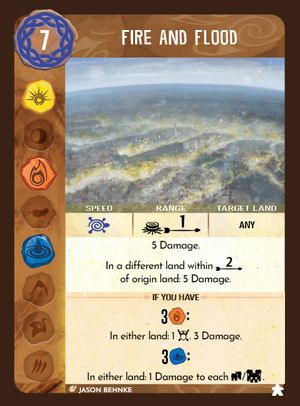 7 FIRE AND FLOOD
SPEED RANGE TARGET LAND
1 ANY
5 Damage.
In a different land within 2
of origin land: 5 Damage.
IF YOU HAVE
3 :
In either land: 1 . 3 Damage.
3 :
In either land: 1 Damage to each / .
JASON BEHNKE